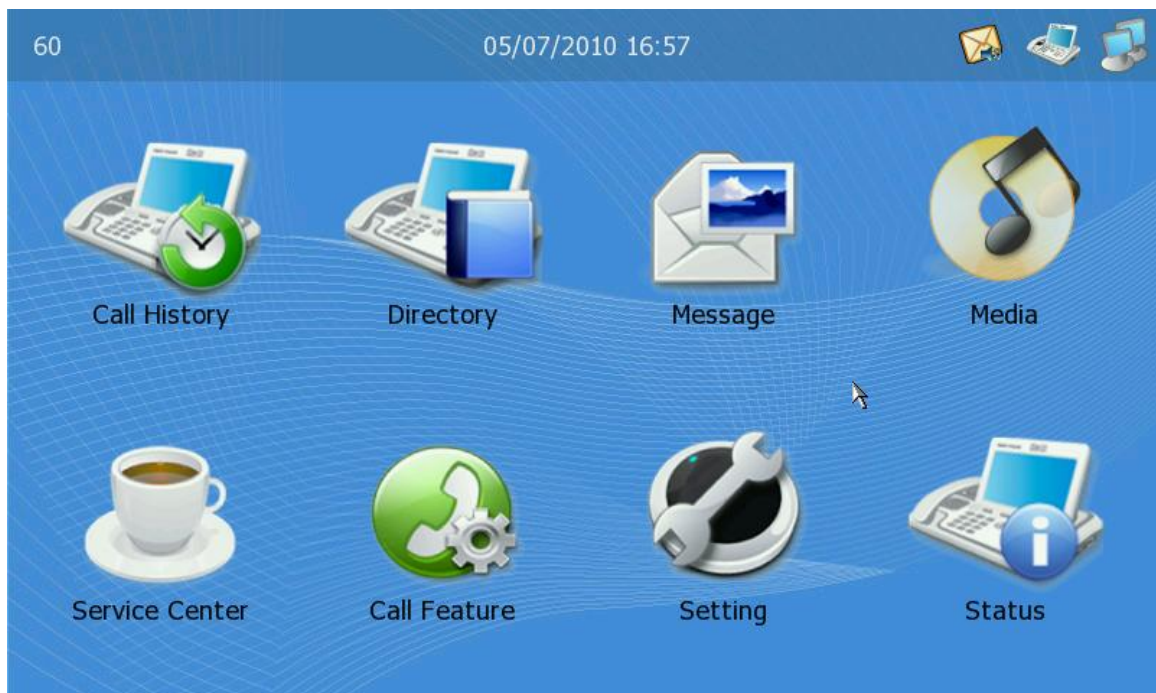 60 05/07/2010 16:57
Call History Directory Message Media
Service Center Call Feature Setting Status